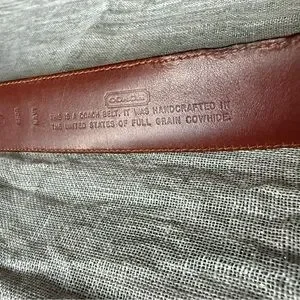 COACH
THIS IS A COACH BELT. IT WAS HANDCRAFTED IN
THE UNITED STATES OF FULL GRAIN COWHIDE.